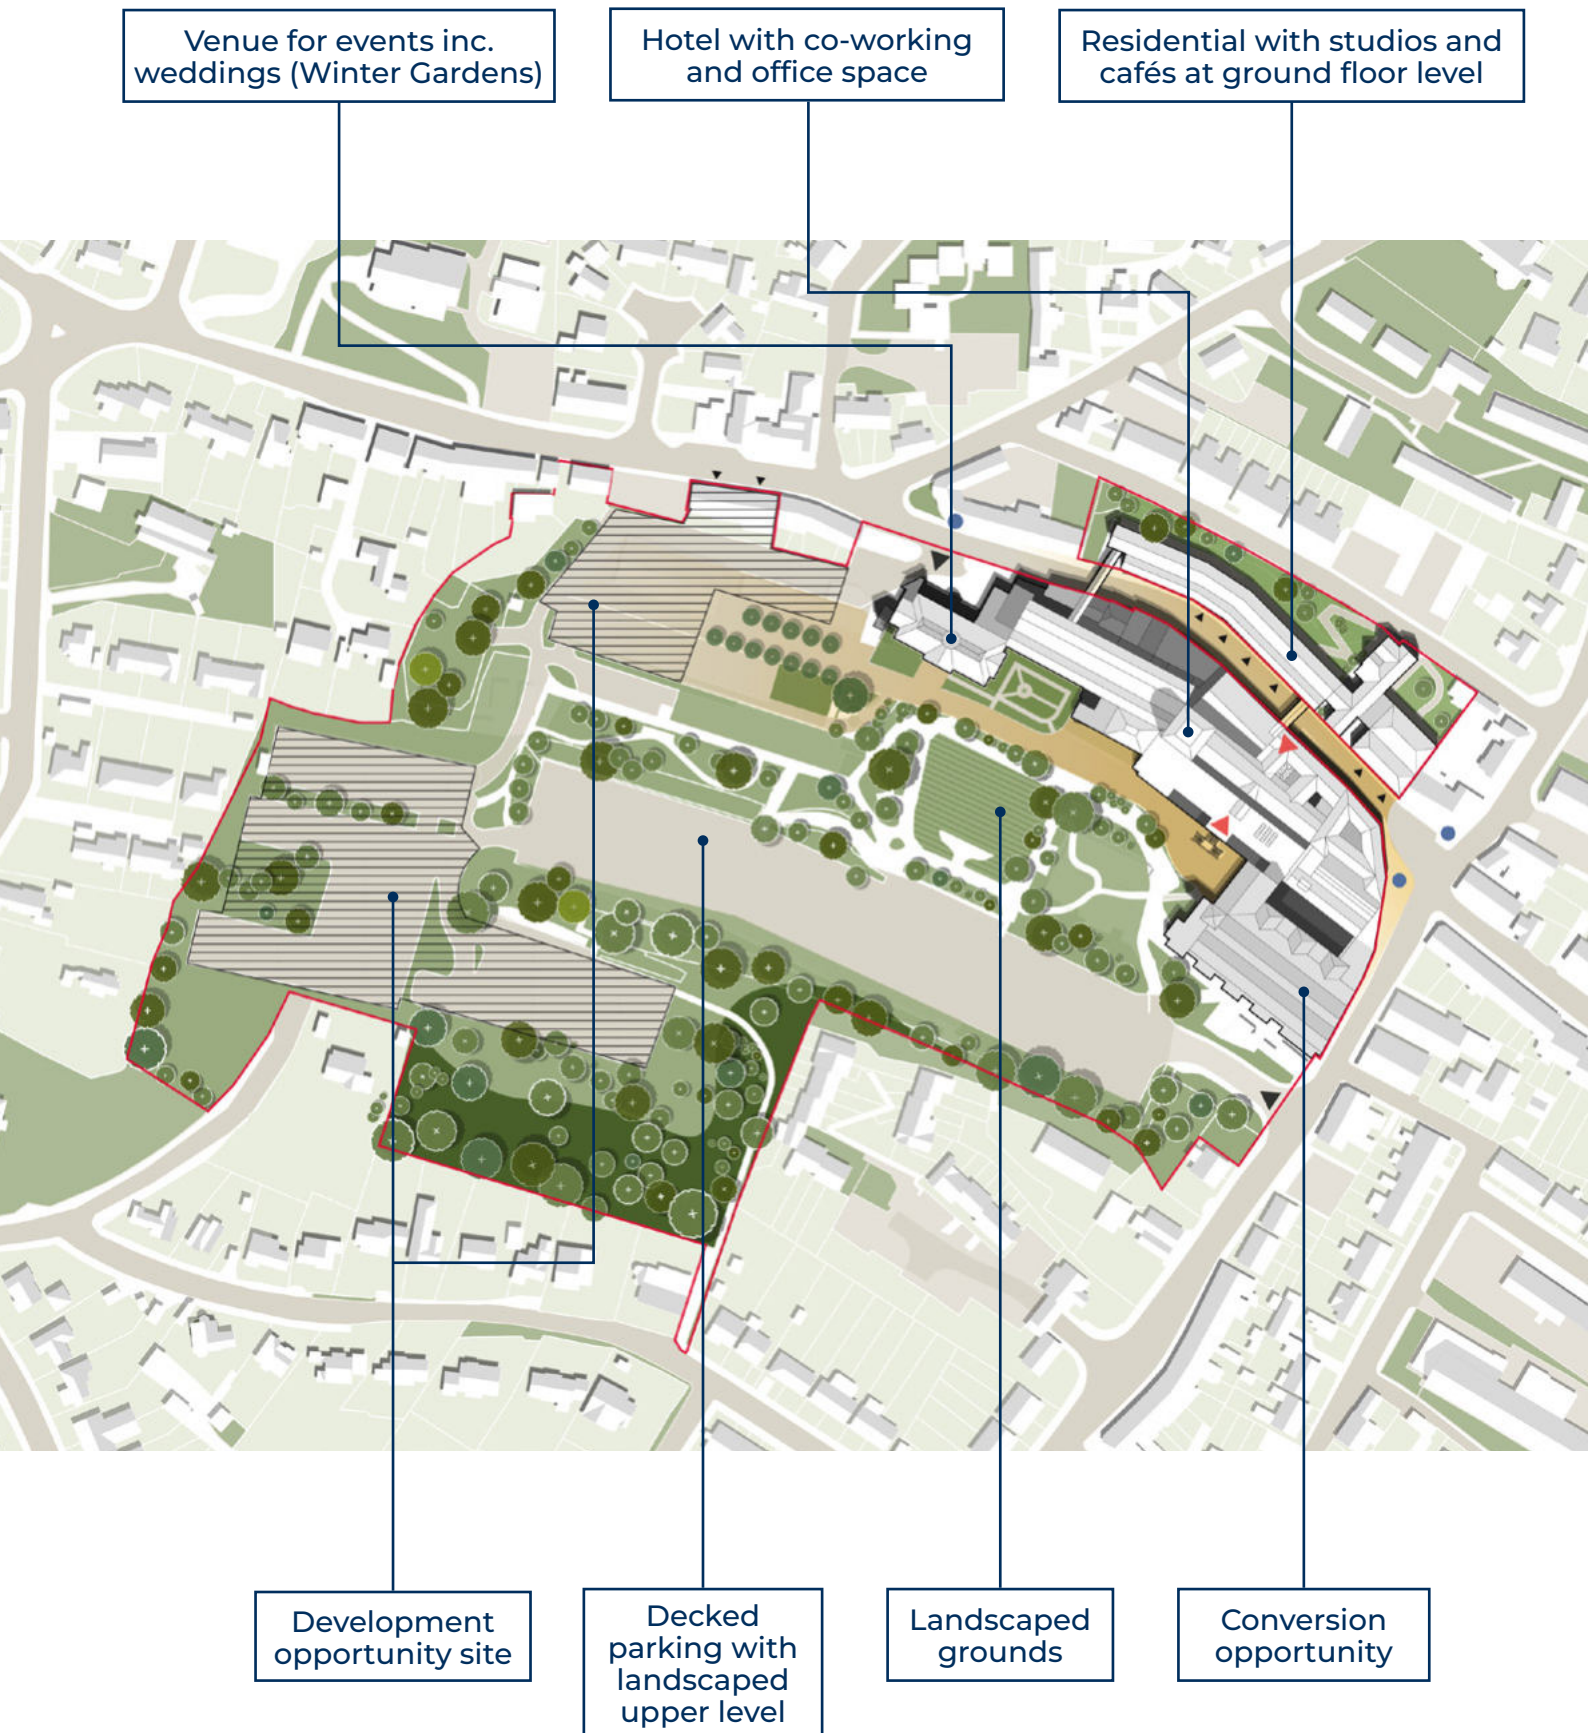 Venue for events inc.
weddings (Winter Gardens)
Hotel with co-working
and office space
Residential with studios and
cafés at ground floor level
Development
opportunity site
Decked
parking with
landscaped
upper level
Landscaped
grounds
Conversion
opportunity